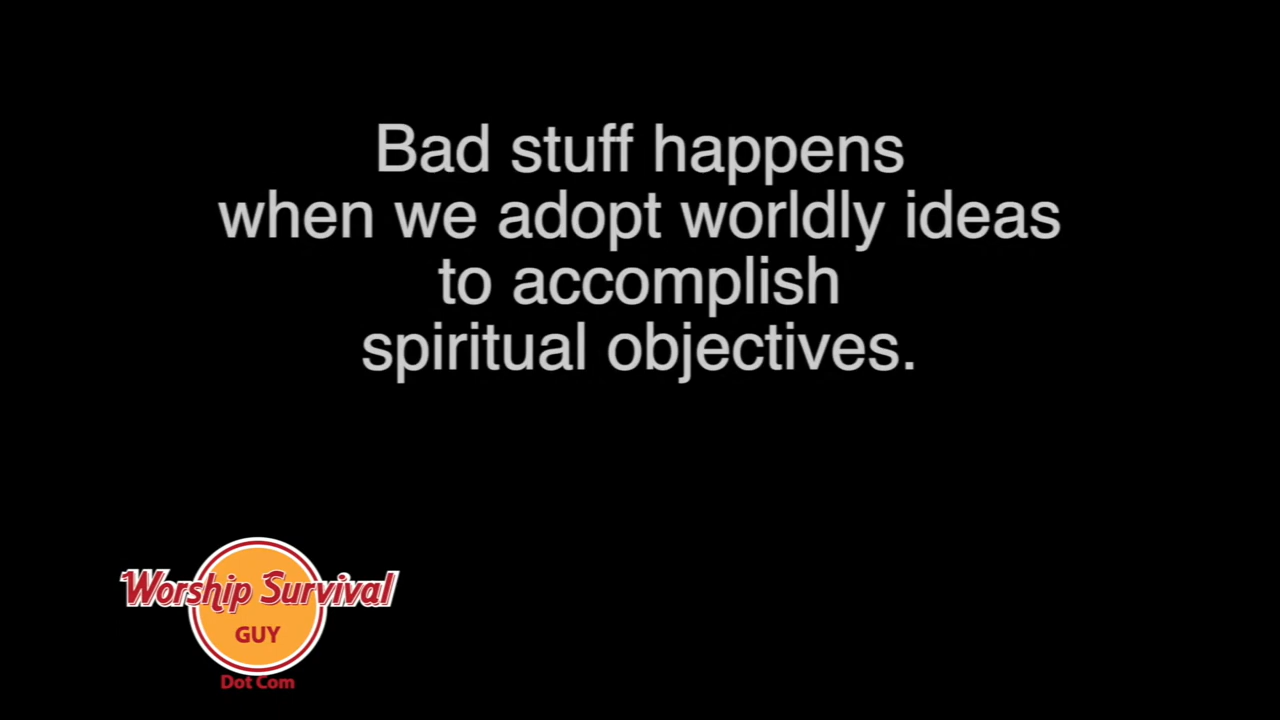 Bad stuff happens
when we adopt worldly ideas
to accomplish
spiritual objectives.
Worship Survival
GUY
Dot Com